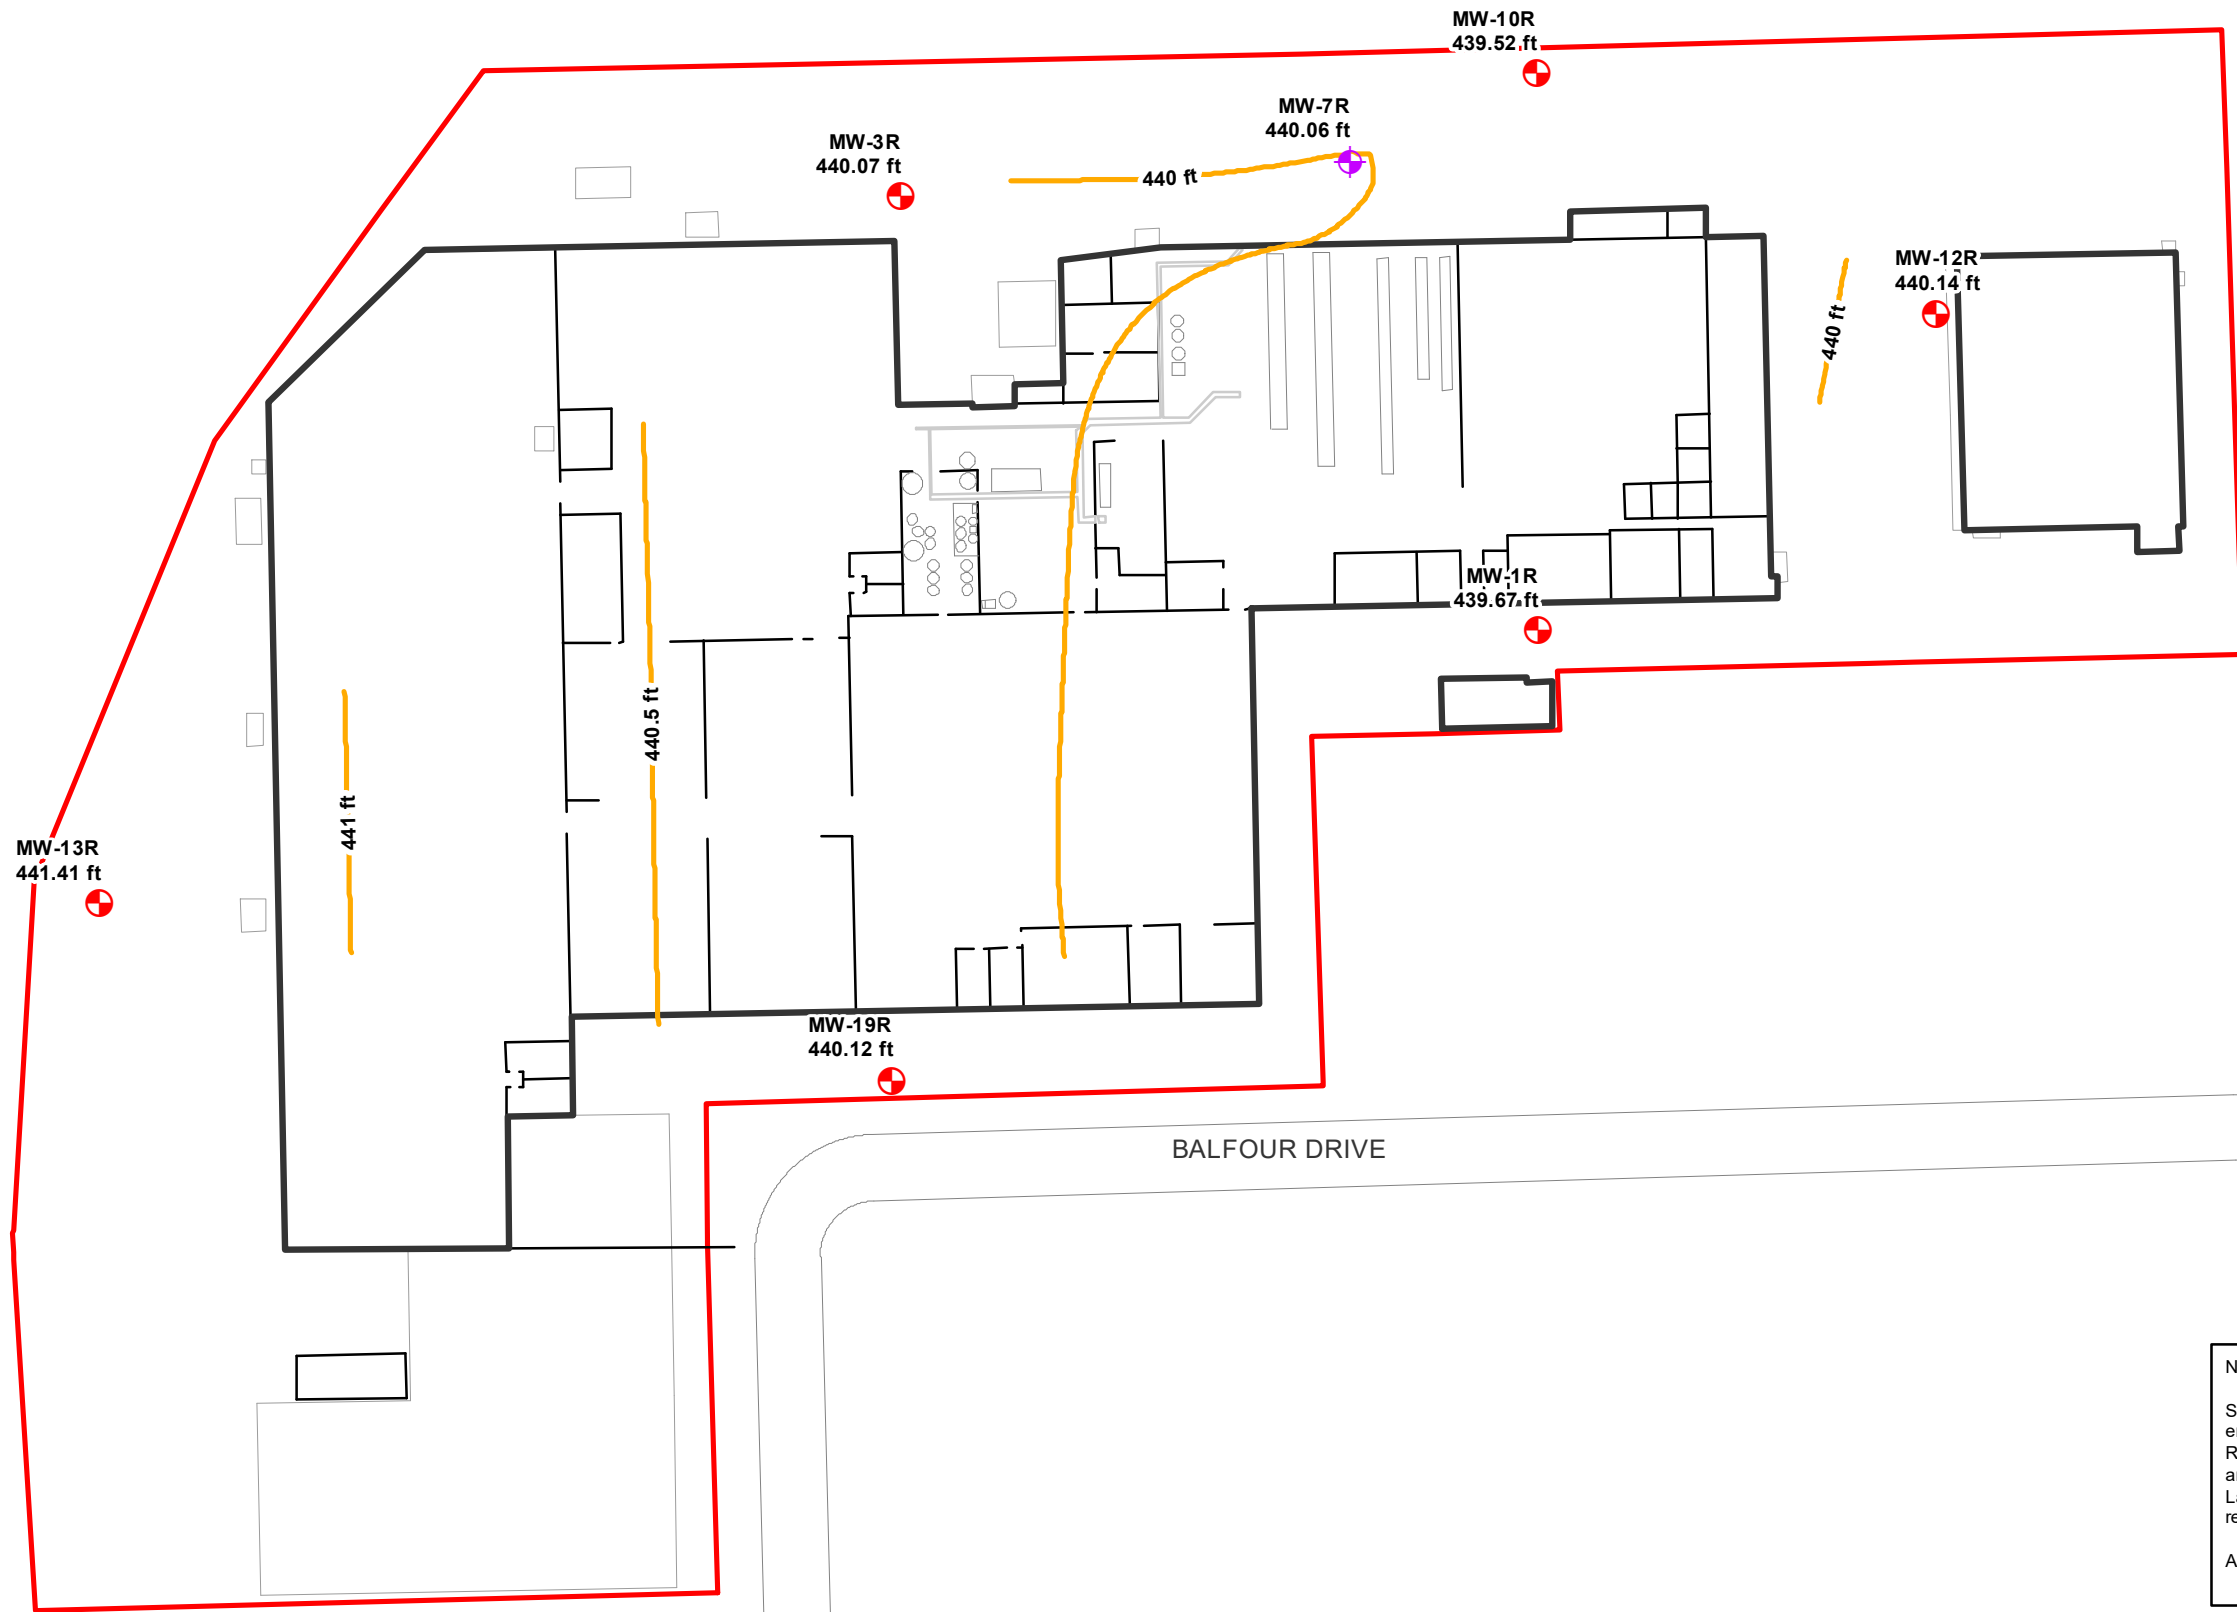 MW-10R
439.52 ft
MW-7R
440.06 ft
MW-3R
440.07 ft
440 ft
MW-12R
440.14 ft
440 ft
MW-1R
439.67 ft
440.5 ft
441 ft
MW-13R
441.41 ft
MW-19R
440.12 ft
BALFOUR DRIVE